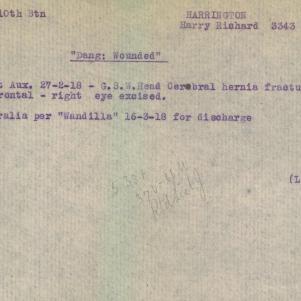 10th Btn HARRINGTON
Harry Richard 3343
"Dang: Wounded"
t Aux. 27-2-18 - G.S.W.Head Cerebral hernia fractu
rontal - right eye excised.
ralia per "Wandilla" 16-3-18 for discharge
(L